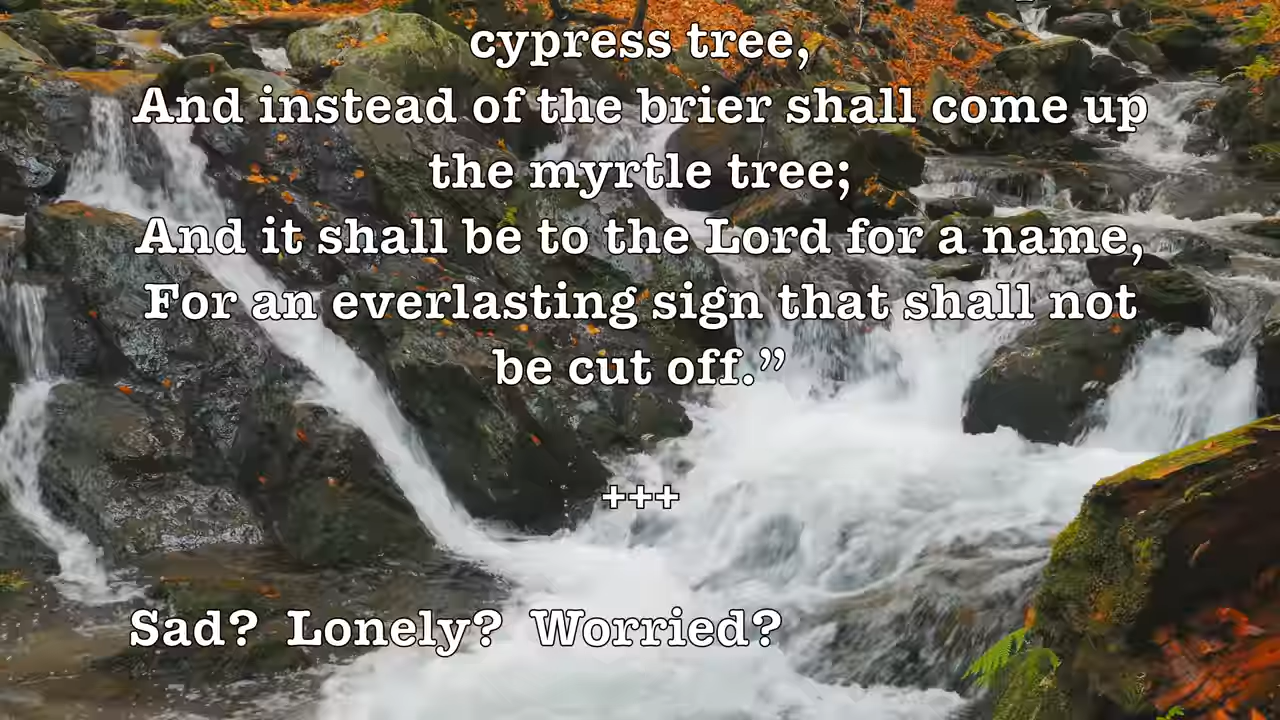 cypress tree,
And instead of the brier shall come up
the myrtle tree;
And it shall be to the Lord for a name,
For an everlasting sign that shall not
be cut off.”
+++
Sad?  Lonely?  Worried?